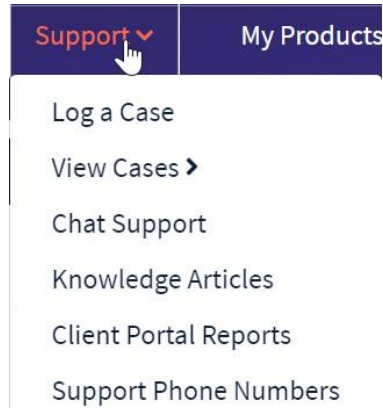 Support My Products
Log a Case
View Cases
Chat Support
Knowledge Articles
Client Portal Reports
Support Phone Numbers